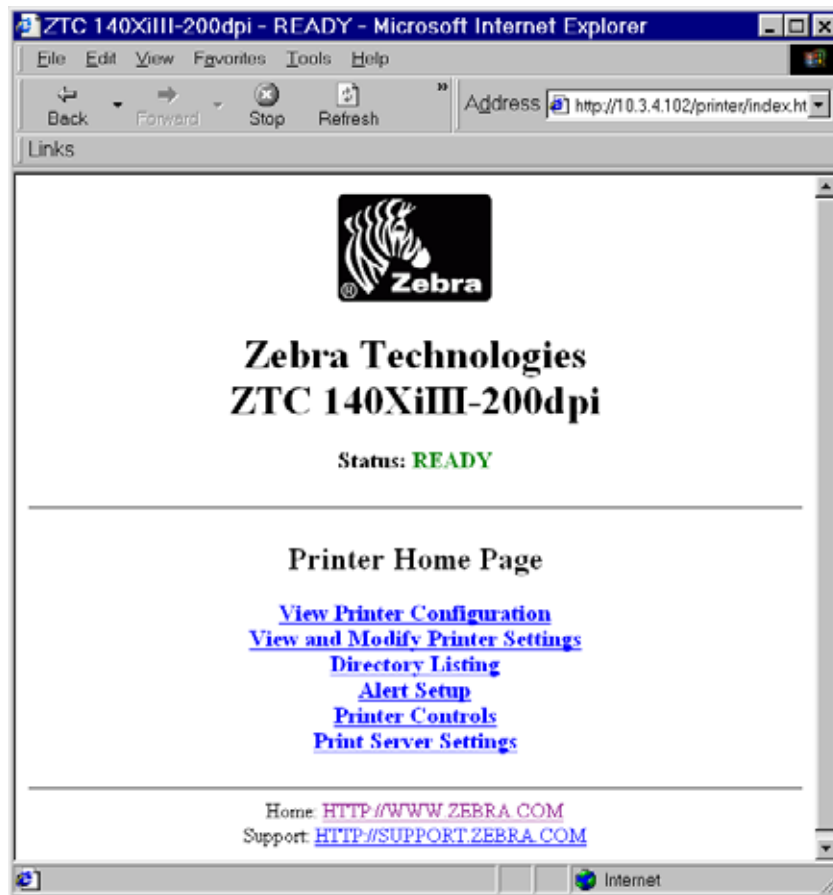 ZTC 140XiIII-200dpi - READY - Microsoft Internet Explorer
File Edit View Favorites Tools Help
Back Forward Stop Refresh » Address http://10.3.4.102/printer/index.ht
Links
® Zebra
Zebra Technologies
ZTC 140XiIII-200dpi
Status: READY
Printer Home Page
View Printer Configuration
View and Modify Printer Settings
Directory Listing
Alert Setup
Printer Controls
Print Server Settings
Home: HTTP://WWW.ZEBRA.COM
Support: HTTP://SUPPORT.ZEBRA.COM
Internet